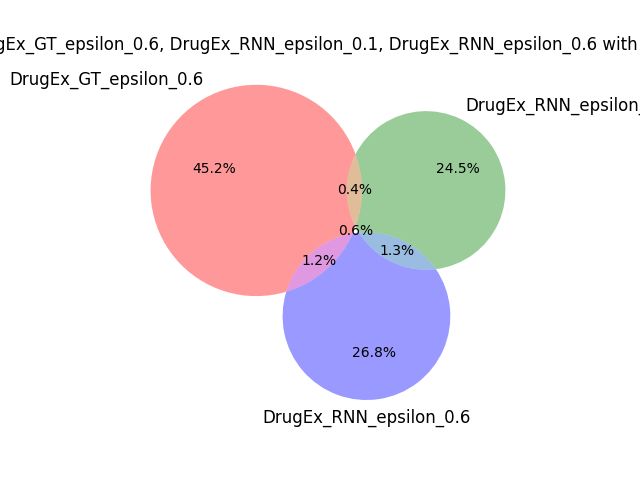 gEx_GT_epsilon_0.6, DrugEx_RNN_epsilon_0.1, DrugEx_RNN_epsilon_0.6 with
DrugEx_GT_epsilon_0.6
DrugEx_RNN_epsilon_
45.2%
24.5%
0.4%
0.6%
1.3%
1.2%
26.8%
DrugEx_RNN_epsilon_0.6